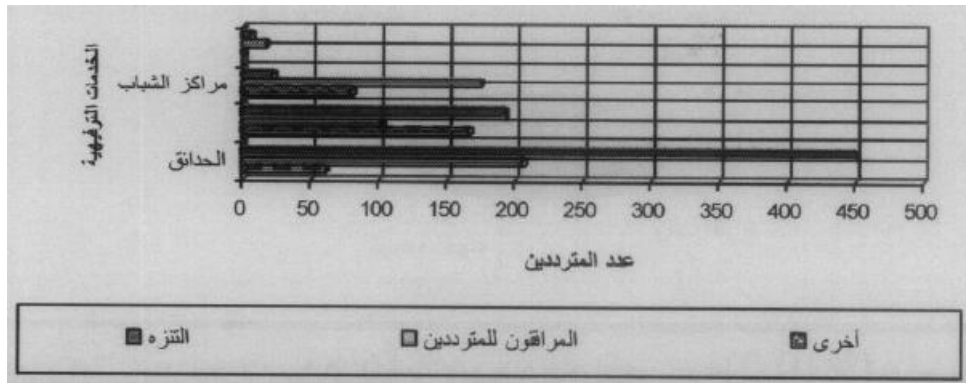 الخدمات الترفيهية
مراكز الشباب
الحدائق
0 50 100 150 200 250 300 350 400 450 500
عدد المترددين
التنزه
المرافقون للمترددين
أخرى